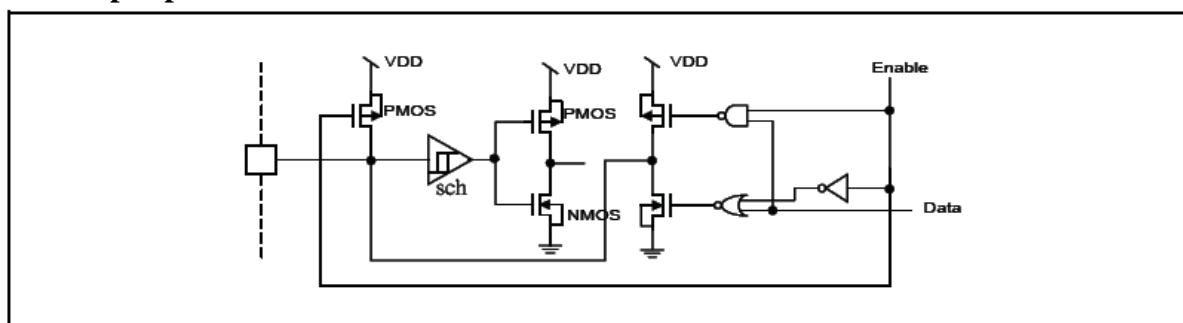 VDD
VDD
VDD
Enable
PMOS
PMOS
sch
NMOS
Data